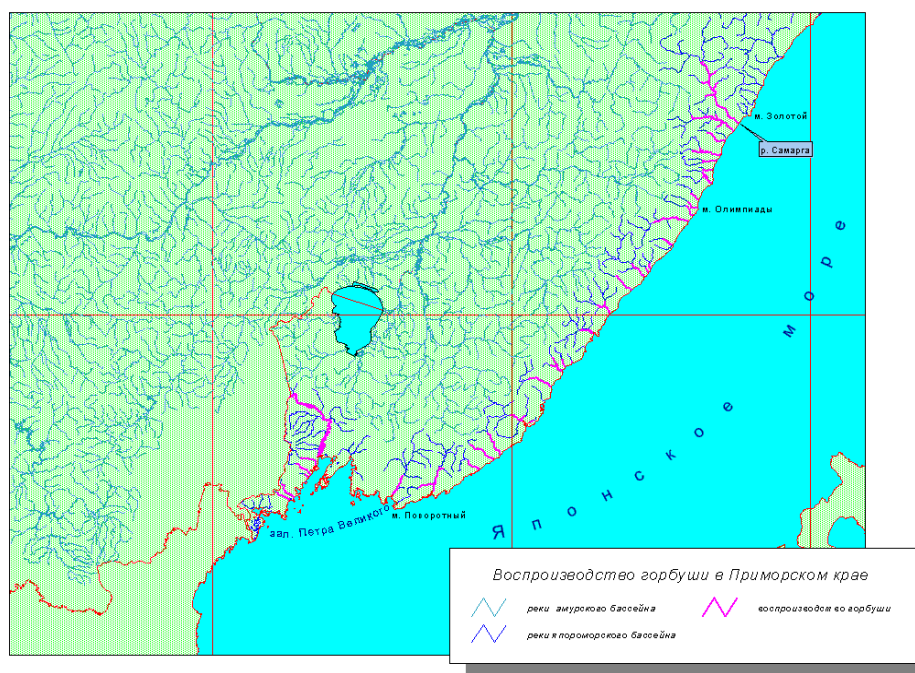 м. Золотой
р. Самарга
м. Олимпиады
Японское море
зал. Петра Великого
м. Поворотный
Воспроизводство горбуши в Приморском крае
реки амурского бассейна
воспроизводство горбуши
реки япороморского бассейна